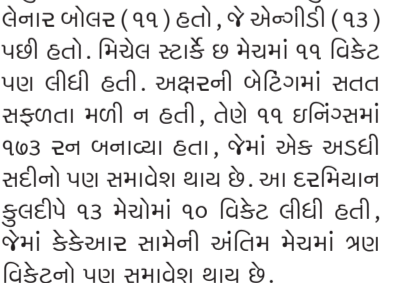 લેનાર બોલર (૧૧) હતો, જે એન્ગીડી (૧૩)
પછી હતો. મિચેલ સ્ટાર્કે છ મેચમાં ૧૧ વિકેટ
પણ લીધી હતી. અક્ષરની બેટિંગમાં સતત
સફળતા મળી ન હતી, તેણે ૧૧ ઇનિંગ્સમાં
૧૭૩ રન બનાવ્યા હતા, જેમાં એક અડધી
સદીનો પણ સમાવેશ થાય છે. આ દરમિયાન
કુલદીપે ૧૩ મેચોમાં ૧૦ વિકેટ લીધી હતી,
જેમાં કેકેઆર સામેની અંતિમ મેચમાં ત્રણ
વિકેટનો પણ સમાવેશ થાય છે.